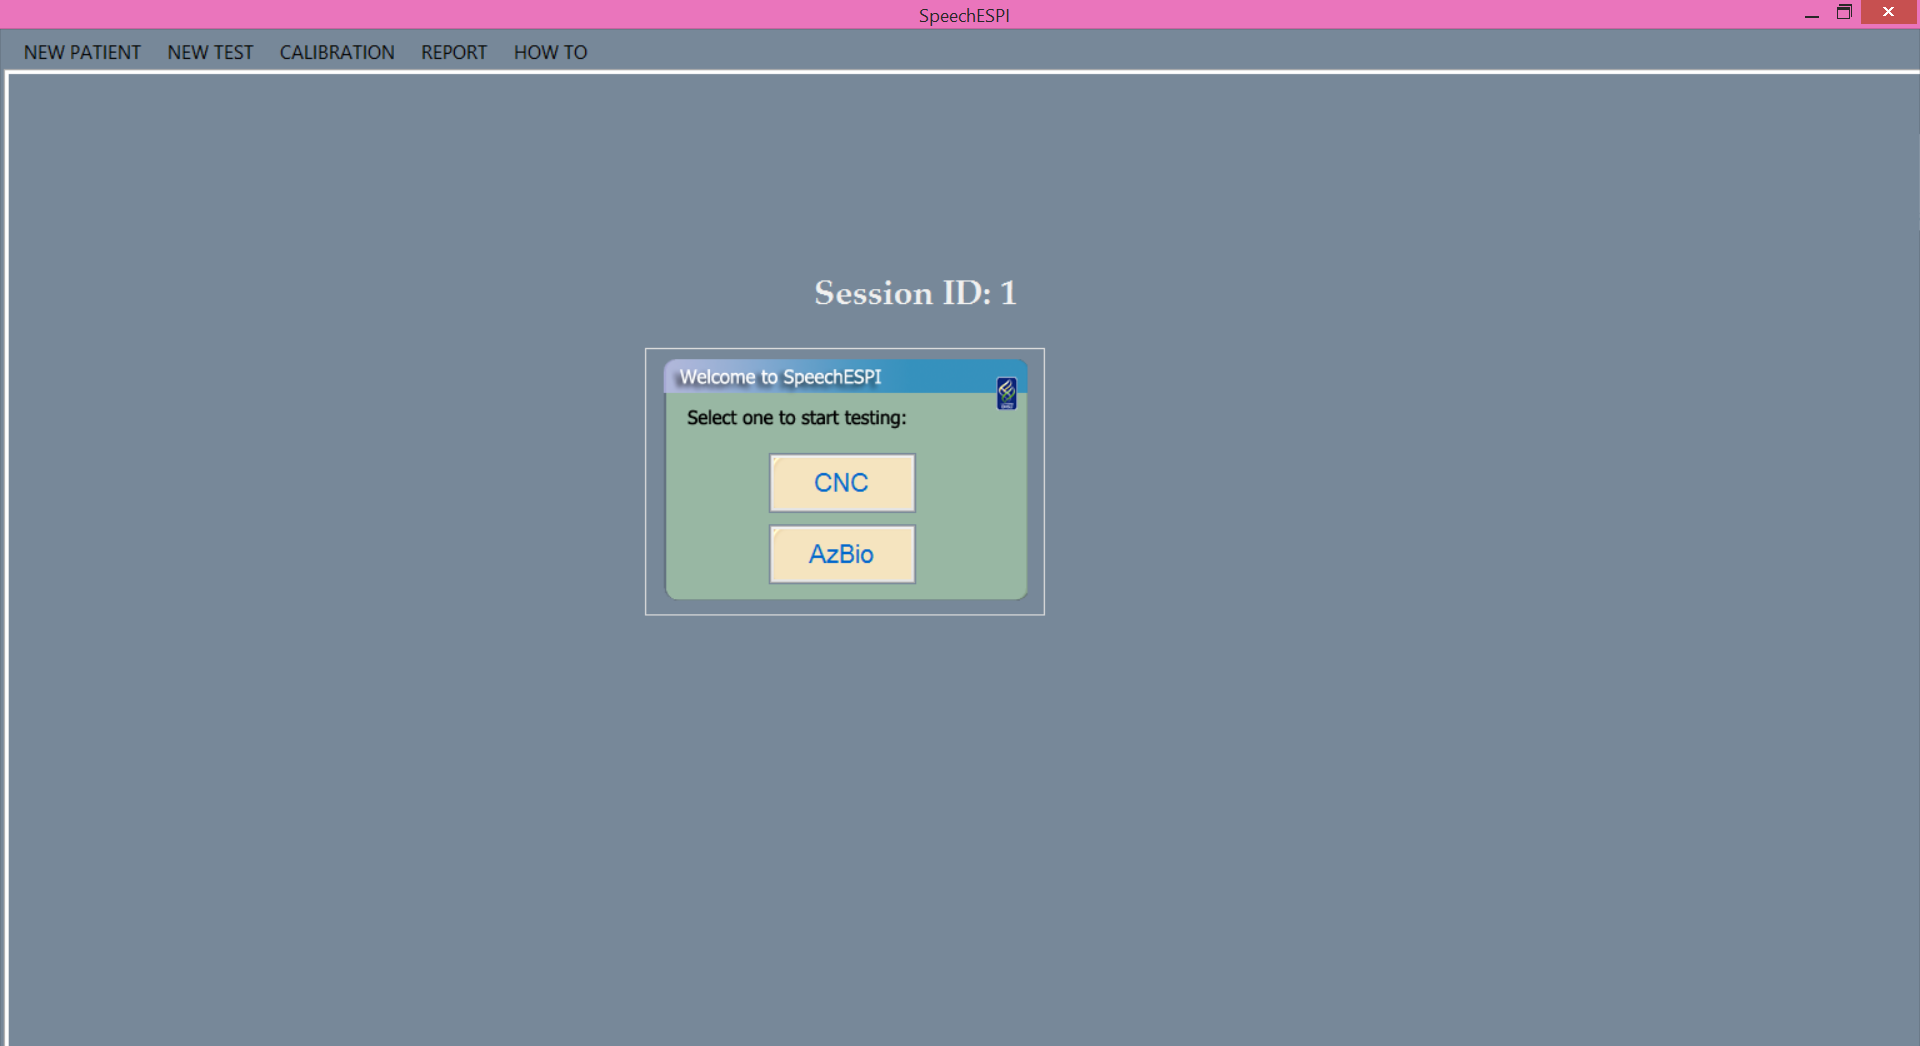 SpeechESPI
NEW PATIENT NEW TEST CALIBRATION REPORT HOW TO
Session ID: 1
Welcome to SpeechESPI
Select one to start testing:
CNC
AzBio